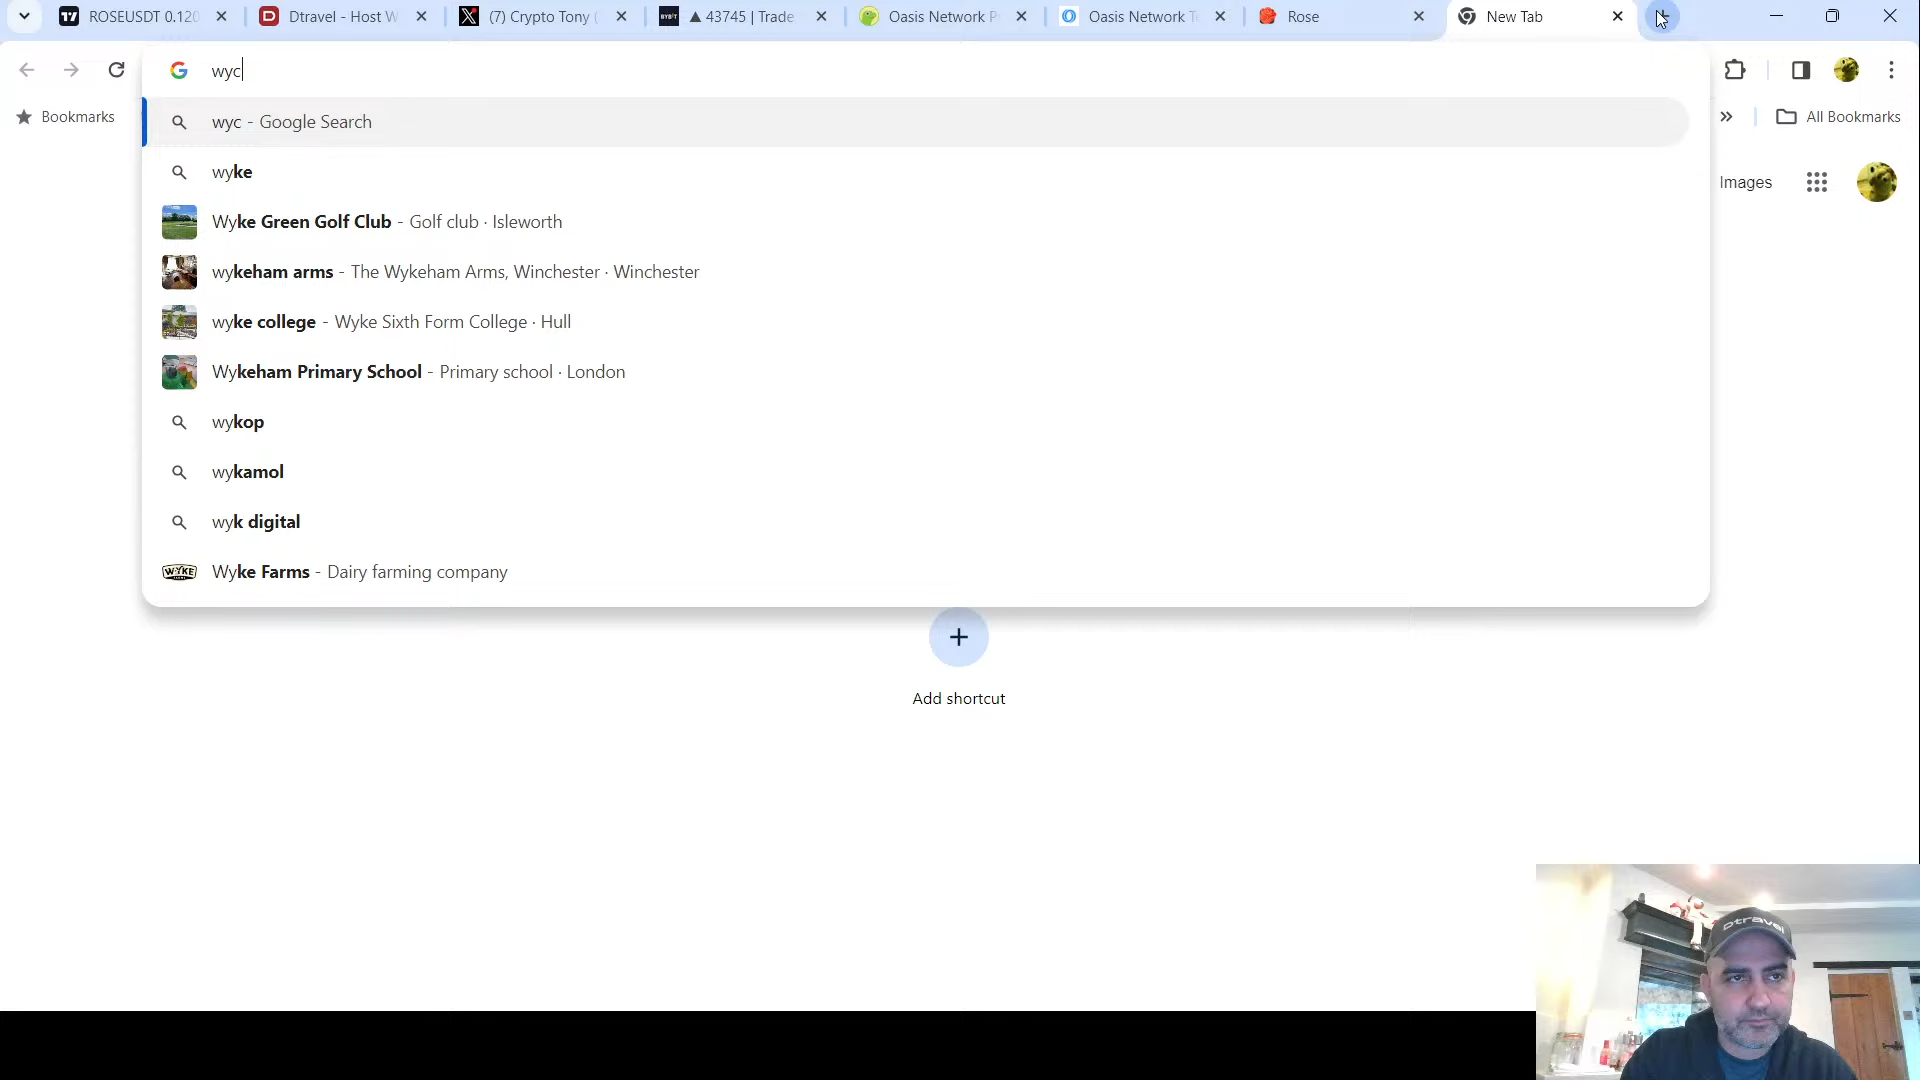 ROSEUSDT 0.120
Dtravel - Host W
(7) Crypto Tony (
▲ 43745 | Trade
Oasis Network P
Oasis Network Te
Rose
New Tab
wyc
Bookmarks
All Bookmarks
wyc - Google Search
wyke
Images
Wyke Green Golf Club - Golf club · Isleworth
wykeham arms - The Wykeham Arms, Winchester · Winchester
wyke college - Wyke Sixth Form College · Hull
Wykeham Primary School - Primary school · London
wykop
wykamol
wyk digital
WYKE
Wyke Farms - Dairy farming company
Add shortcut
Dtravel